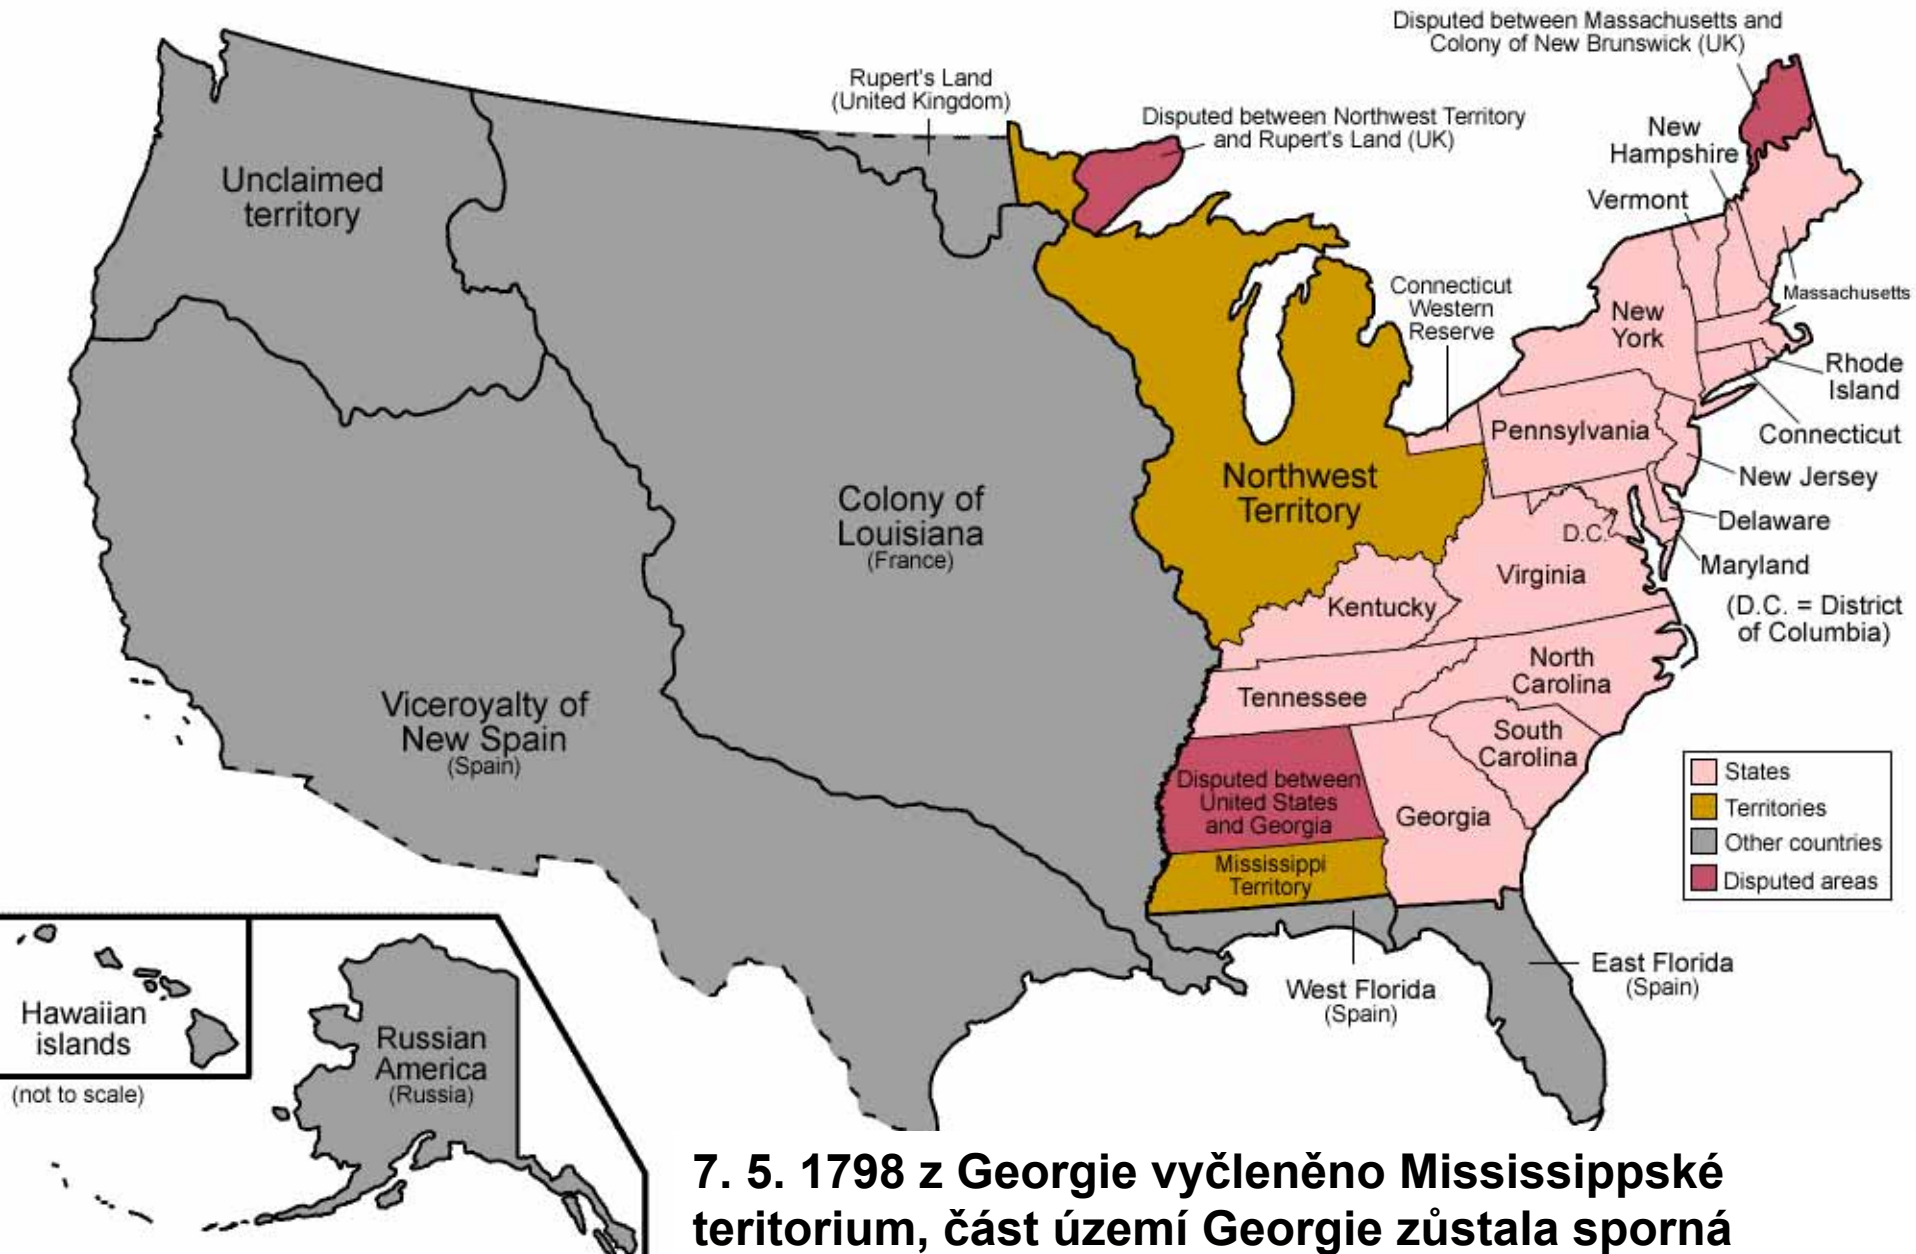 Disputed between Massachusetts and
Colony of New Brunswick (UK)
Rupert's Land
(United Kingdom)
Disputed between Northwest Territory
and Rupert's Land (UK)
New
Hampshire
Vermont
Unclaimed
territory
Connecticut
Western
Reserve
Massachusetts
New
York
Rhode
Island
Pennsylvania
Connecticut
New Jersey
Northwest
Territory
Colony of
Louisiana
(France)
Delaware
D.C.
Maryland
Virginia
Kentucky
(D.C. = District
of Columbia)
North
Carolina
Tennessee
Viceroyalty of
New Spain
(Spain)
South
Carolina
Disputed between
United States
and Georgia
Georgia
Mississippi
Territory
States
Territories
Other countries
Disputed areas
West Florida
(Spain)
East Florida
(Spain)
Hawaiian
islands
(not to scale)
Russian
America
(Russia)
7. 5. 1798 z Georgie vyčleněno Mississippské
teritorium, část území Georgie zůstala sporná